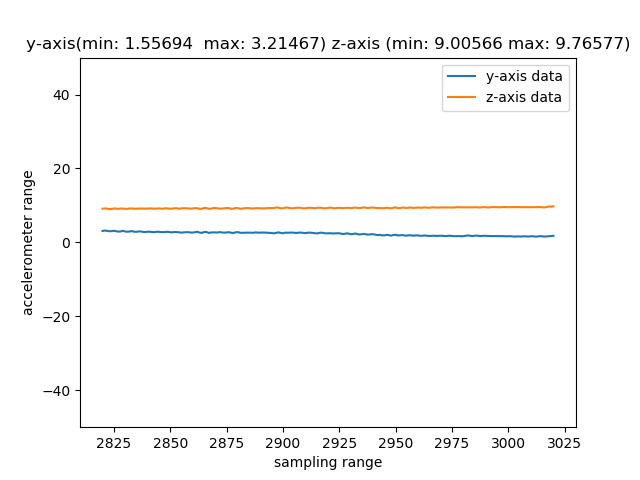 y-axis(min: 1.55694  max: 3.21467) z-axis (min: 9.00566 max: 9.76577)
y-axis data
z-axis data
accelerometer range
40
20
0
−20
−40
2825 2850 2875 2900 2925 2950 2975 3000 3025
sampling range